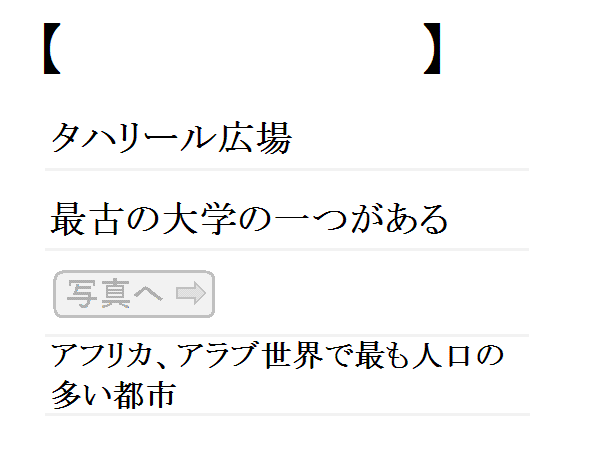 【 】
タハリール広場
最古の大学の一つがある
写真へ ⇨
アフリカ、アラブ世界で最も人口の
多い都市